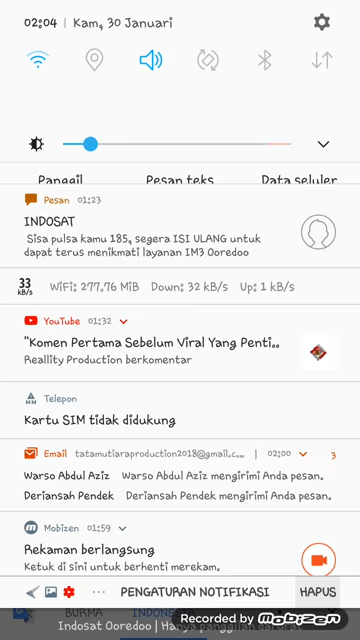 02:04 | Kam, 30 Januari
Panggil Pesan teks Data seluler
Pesan 01:23
INDOSAT
Sisa pulsa kamu 185, segera ISI ULANG untuk
dapat terus menikmati layanan IM3 Ooredoo
33 kB/s WiFi: 277.76 MiB Down: 32 kB/s Up: 1 kB/s
YouTube 01:32
"Komen Pertama Sebelum Viral Yang Penti..
Reallity Production berkomentar
Telepon
Kartu SIM tidak didukung
Email tatamutiaraproduction2018@gmail.c... | 02:00 3
Warso Abdul Aziz Warso Abdul Aziz mengirimi Anda pesan.
Deriansah Pendek Deriansah Pendek mengirimi Anda pesan.
m Mobizen 01:59
Rekaman berlangsung
Ketuk di sini untuk berhenti merekam.
... PENGATURAN NOTIFIKASI HAPUS
BURMA INDONESIA
Recorded by mobizen
Indosat Ooredoo | Hanya panggilan